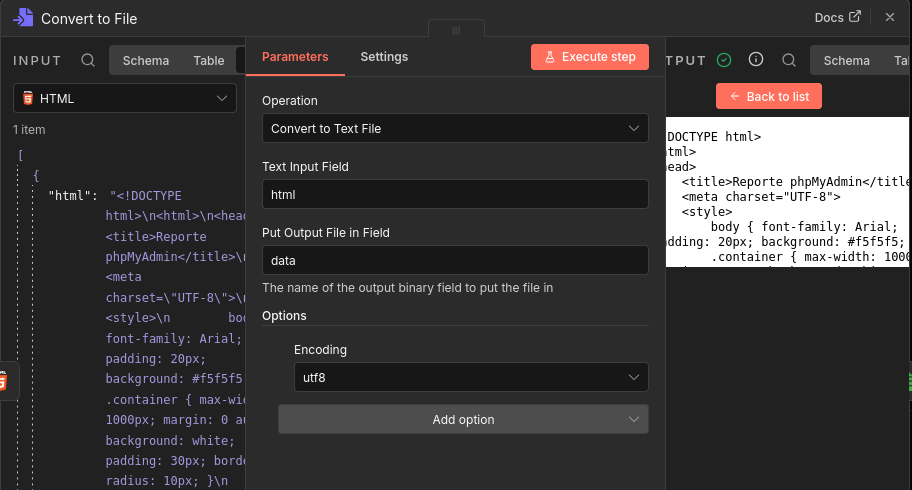 Convert to File
Docs
INPUT
Schema
Table
HTML
1 item
[
{
"html": "<!DOCTYPE
html>\n<html>\n<head
<title>Reporte
phpMyAdmin</title>\n
<meta
charset=\"UTF-8\">\n
<style>\n bod
font-family: Arial;
padding: 20px;
background: #f5f5f5
.container { max-wid
1000px; margin: 0 au
background: white;
padding: 30px; borde
radius: 10px; }\n
Parameters
Settings
Execute step
Operation
Convert to Text File
Text Input Field
html
Put Output File in Field
data
The name of the output binary field to put the file in
Options
Encoding
utf8
Add option
TPUT
Schema
Ta
Back to list
DOCTYPE html>
tml>
ead>
<title>Reporte phpMyAdmin</title
<meta charset="UTF-8">
<style>
body { font-family: Arial;
dding: 20px; background: #f5f5f5;
.container { max-width: 1000